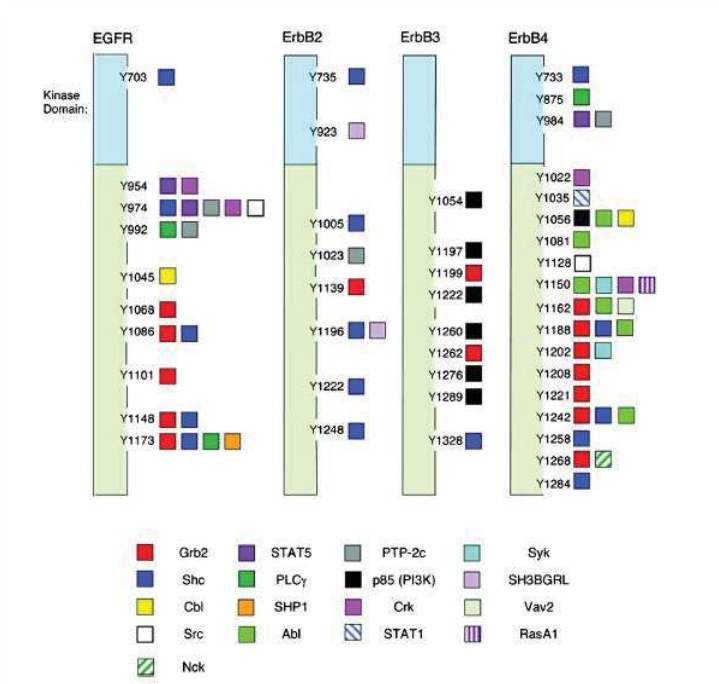 EGFR
ErbB2
ErbB3
ErbB4
Kinase
Domain:
Y703
Y954
Y974
Y992
Y1045
Y1068
Y1086
Y1101
Y1148
Y1173
Y735
Y923
Y1005
Y1023
Y1139
Y1196
Y1222
Y1248
Y1054
Y1197
Y1199
Y1222
Y1260
Y1262
Y1276
Y1289
Y1328
Y733
Y875
Y984
Y1022
Y1035
Y1056
Y1081
Y1128
Y1150
Y1162
Y1188
Y1202
Y1208
Y1221
Y1242
Y1258
Y1268
Y1284
Grb2 STAT5 PTP-2c Syk
Shc PLCγ p85 (PI3K) SH3BGRL
Cbl SHP1 Crk Vav2
Src Abl STAT1 RasA1
Nck